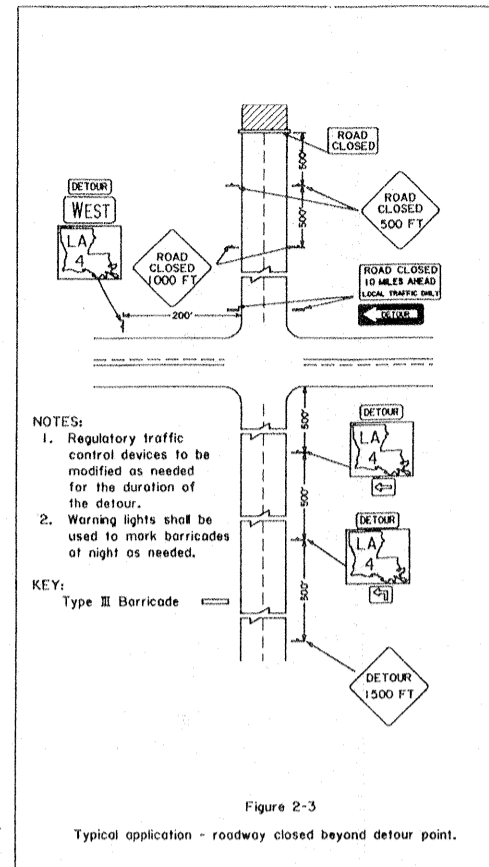 ROAD
CLOSED
500'
DETOUR
WEST
LA
4
500'
ROAD
CLOSED
500 FT
ROAD
CLOSED
1000 FT
ROAD CLOSED
10 MILES AHEAD
LOCAL TRAFFIC ONLY
DETOUR
200'
NOTES:
1. Regulatory traffic
control devices to be
modified as needed
for the duration of
the detour.
2. Warning lights shall be
used to mark barricades
at night as needed.
KEY:
Type III Barricade
500'
DETOUR
LA
4
500'
DETOUR
LA
4
500'
DETOUR
1500 FT
Figure 2-3
Typical application - roadway closed beyond detour point.